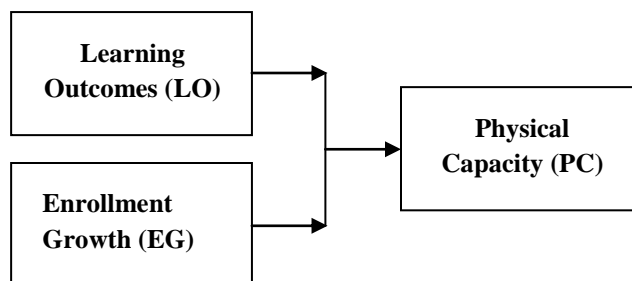 Learning
Outcomes (LO)
Enrollment
Growth (EG)
Physical
Capacity (PC)